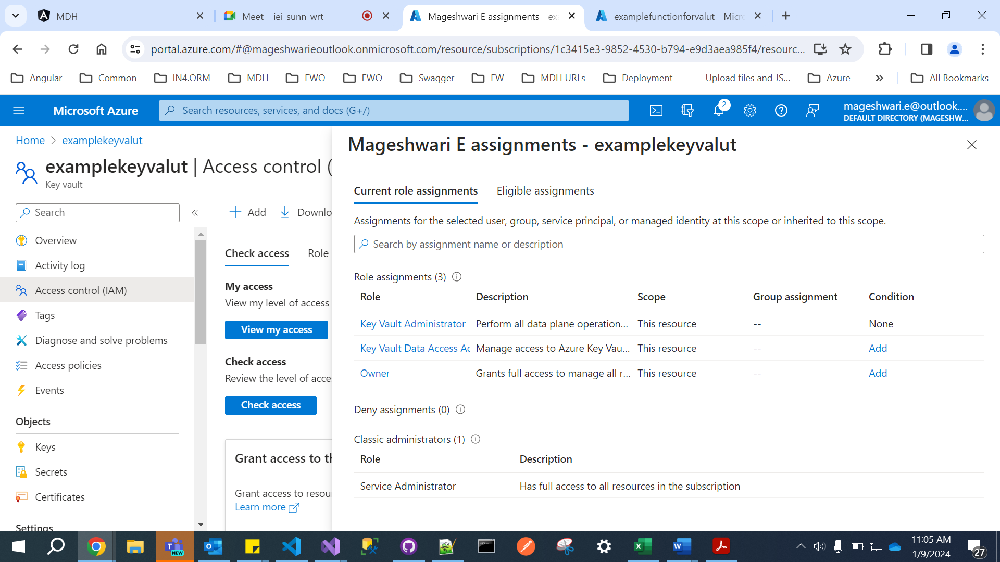 MDH
Meet – iei-sunn-wrt
Mageshwari E assignments - ex
examplefunctionforvalut - Micr
portal.azure.com/#@mageshwarieoutlook.onmicrosoft.com/resource/subscriptions/1c3415e3-9852-4530-b794-e9d3aea985f4/resourc...
Angular
Common
IN4.ORM
MDH
EWO
EWO
Swagger
FW
MDH URLs
Deployment
Upload files and JS...
Azure
All Bookmarks
Microsoft Azure
Search resources, services, and docs (G+/)
2
mageshwari.e@outlook....
DEFAULT DIRECTORY (MAGESHW...
Home > examplekeyvalut
examplekeyvalut | Access control (
Key vault
Search
Overview
Activity log
Access control (IAM)
Tags
Diagnose and solve problems
Access policies
Events
Objects
Keys
Secrets
Certificates
Settings
Add
Downlo
Check access
Role
My access
View my level of access
View my access
Check access
Review the level of acce
Check access
Grant access to th
Grant access to resour
Learn more
Mageshwari E assignments - examplekeyvalut
Current role assignments
Eligible assignments
Assignments for the selected user, group, service principal, or managed identity at this scope or inherited to this scope.
Search by assignment name or description
Role assignments (3)
Role Description Scope Group assignment Condition
Key Vault Administrator Perform all data plane operation... This resource -- None
Key Vault Data Access Ac Manage access to Azure Key Vau... This resource -- Add
Owner Grants full access to manage all r... This resource -- Add
Deny assignments (0)
Classic administrators (1)
Role Description
Service Administrator Has full access to all resources in the subscription
NEW
11:05 AM
1/9/2024
27